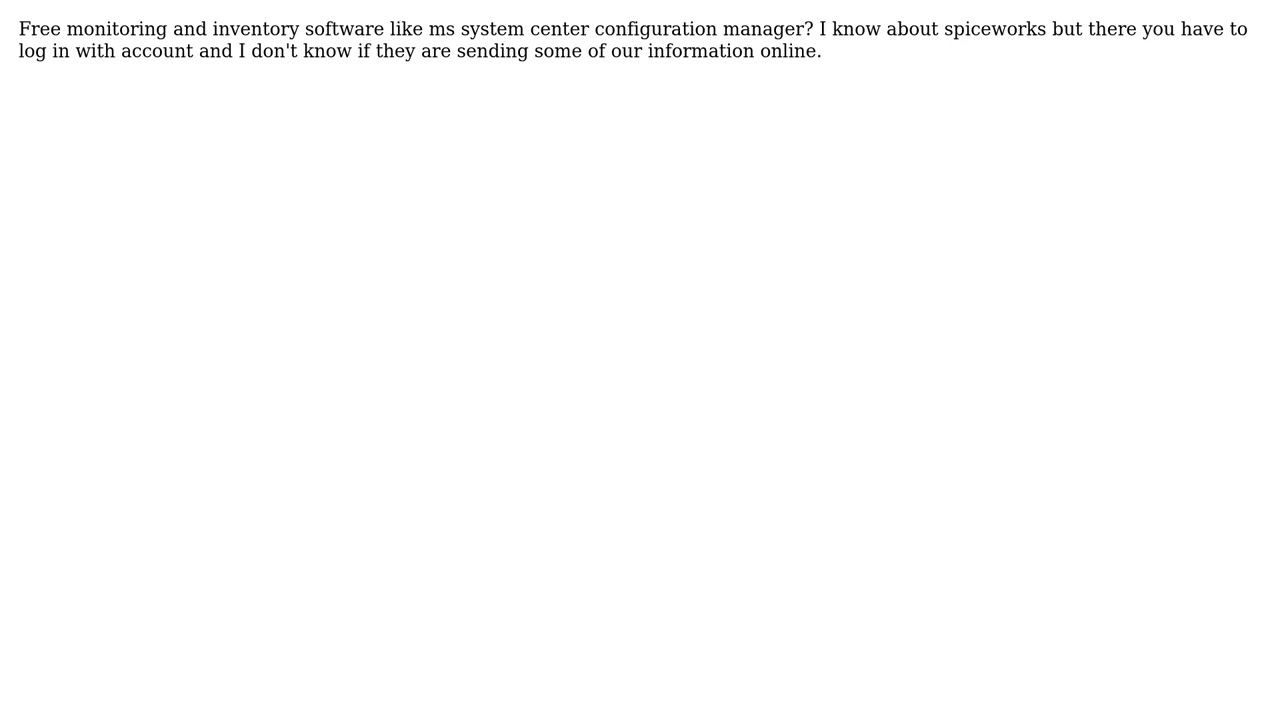 Free monitoring and inventory software like ms system center configuration manager? I know about spiceworks but there you have to
log in with account and I don't know if they are sending some of our information online.